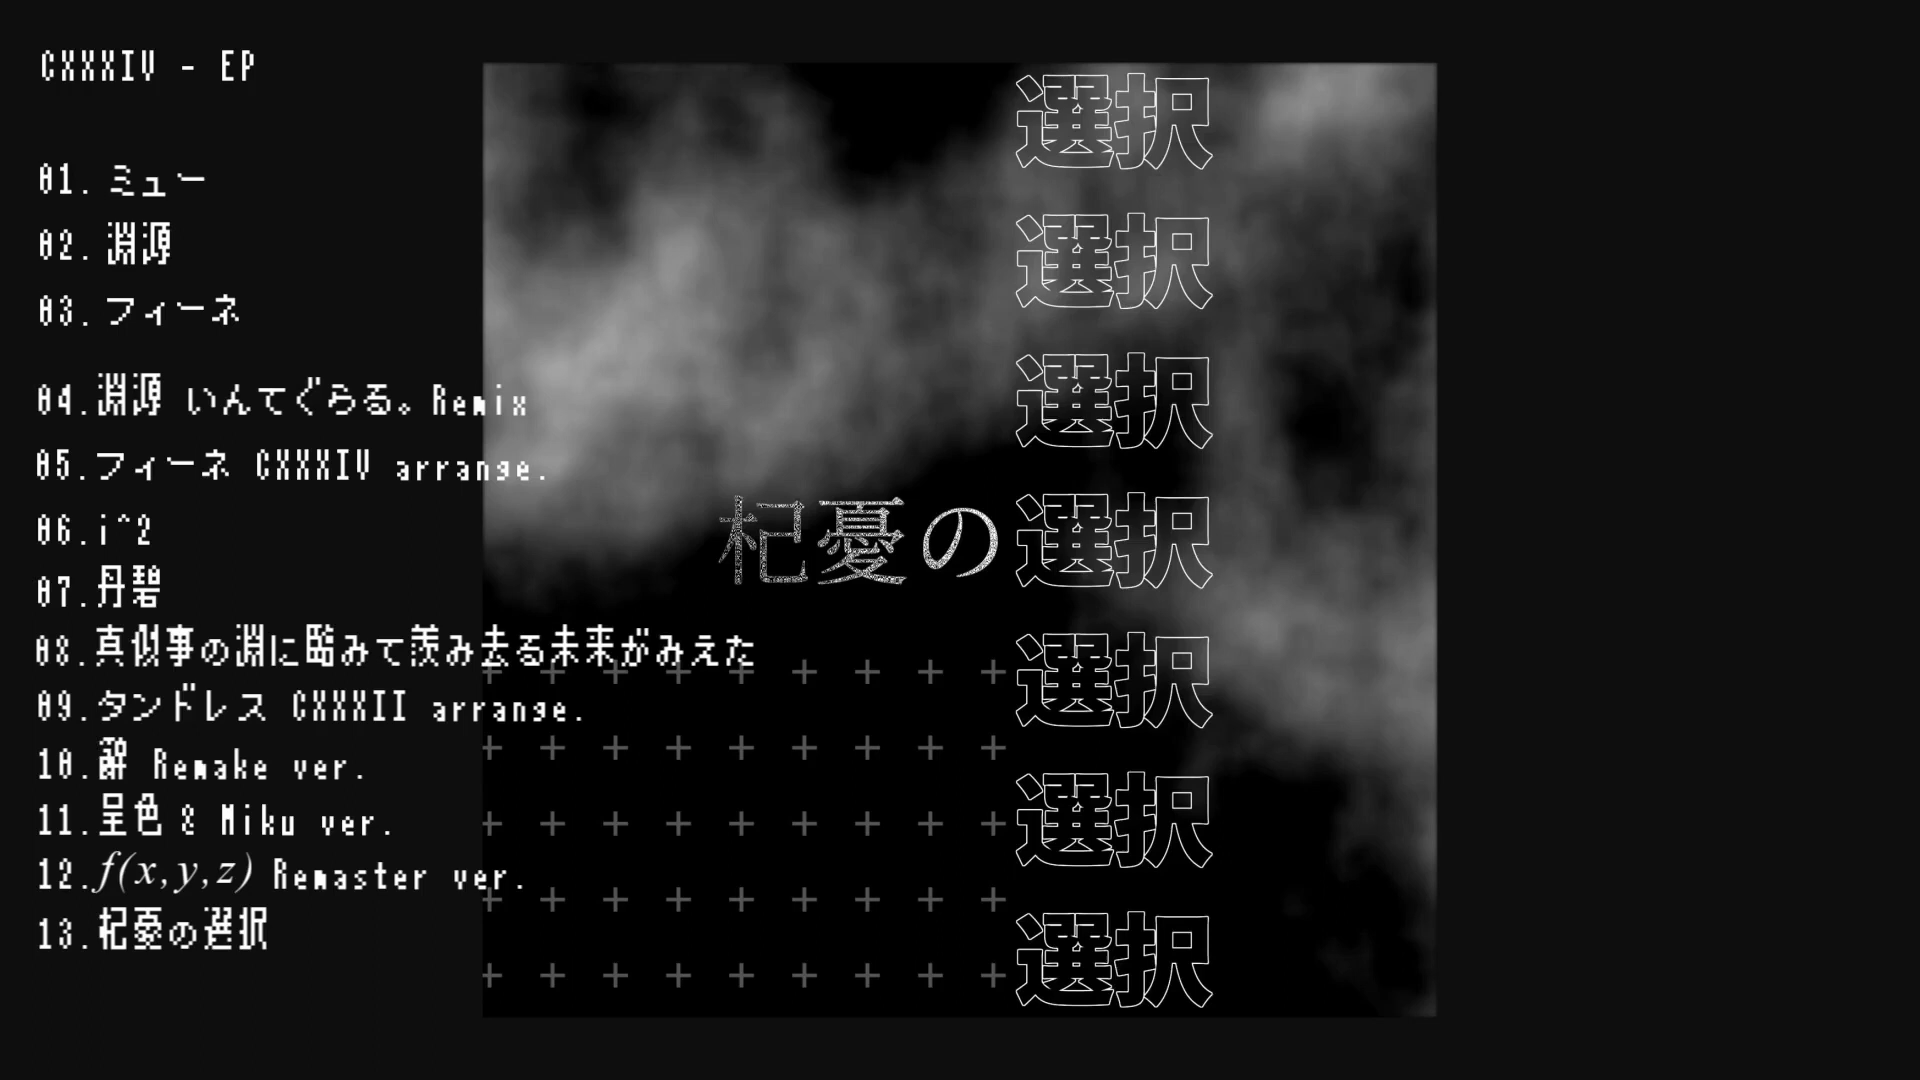 CXXXIV - EP
01. ミュー
02. 淵源
03. フィーネ
04.淵源 いんてぐらる。Remix
05.フィーネ CXXXIV arrange.
06.i^2
07.丹碧
08.真似事の淵に臨みて羨み去る未来がみえた
09.タンドレス CXXXII arrange.
10.辭 Remake ver.
11.呈色 & Miku ver.
12.f(x,y,z) Remaster ver.
13.杞憂の選択
選択
選択
選択
杞憂の選択
選択
選択
選択